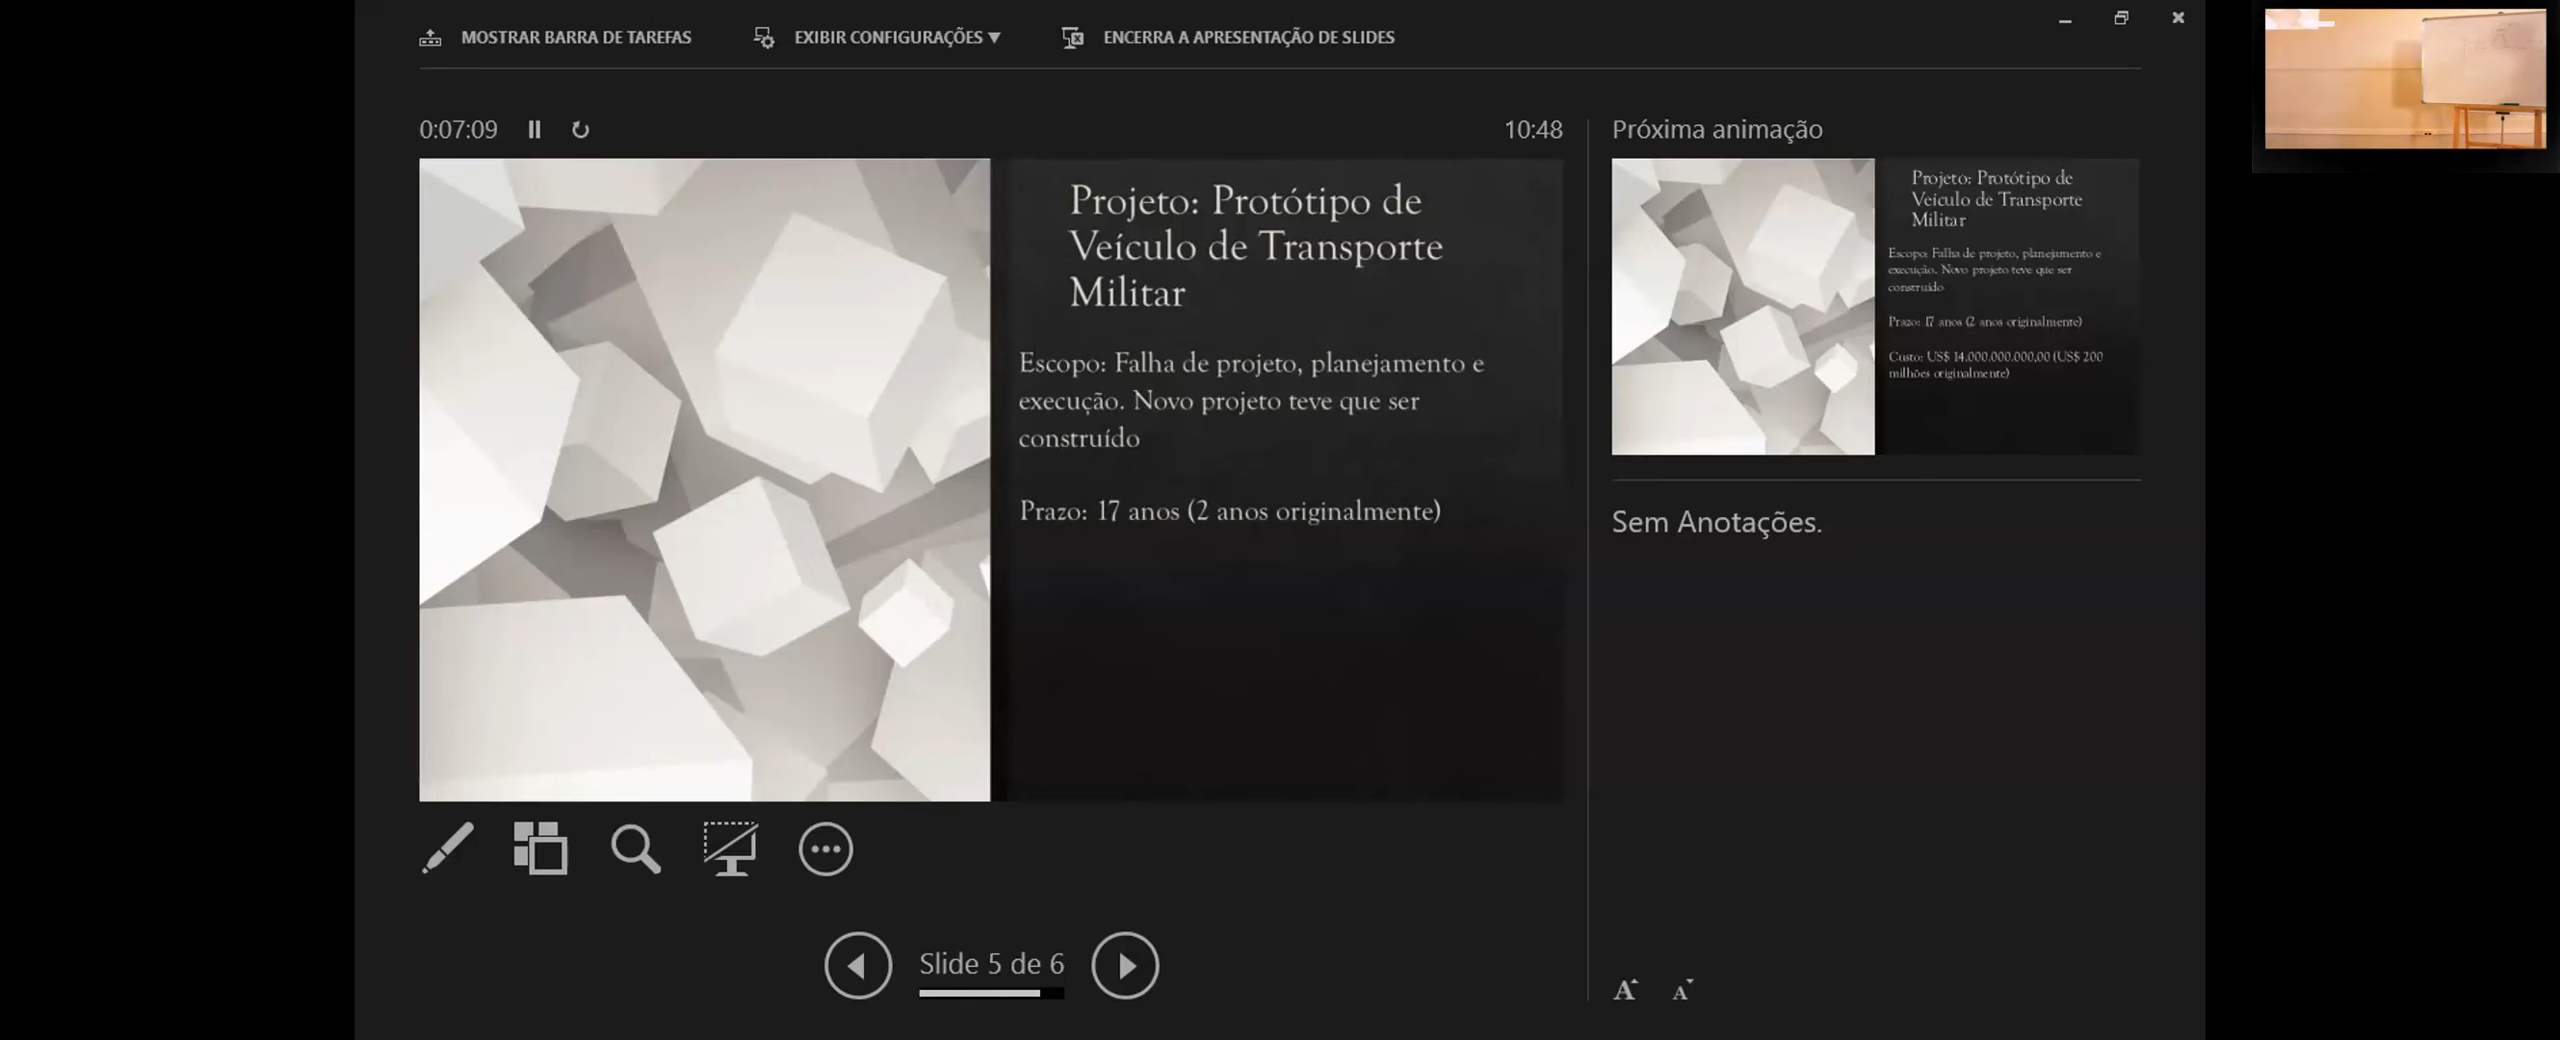 MOSTRAR BARRA DE TAREFAS
EXIBIR CONFIGURAÇÕES ▼
ENCERRA A APRESENTAÇÃO DE SLIDES
0:07:09
10:48
Projeto: Protótipo de
Veículo de Transporte
Militar
Escopo: Falha de projeto, planejamento e
execução. Novo projeto teve que ser
construído
Prazo: 17 anos (2 anos originalmente)
Slide 5 de 6
Próxima animação
Projeto: Protótipo de
Veículo de Transporte
Militar
Escopo: Falha de projeto, planejamento e
execução. Novo projeto teve que ser
construído
Prazo: 17 anos (2 anos originalmente)
Custo: US$ 14.000.000.000,00 (US$ 200
milhões originalmente)
Sem Anotações.
A A